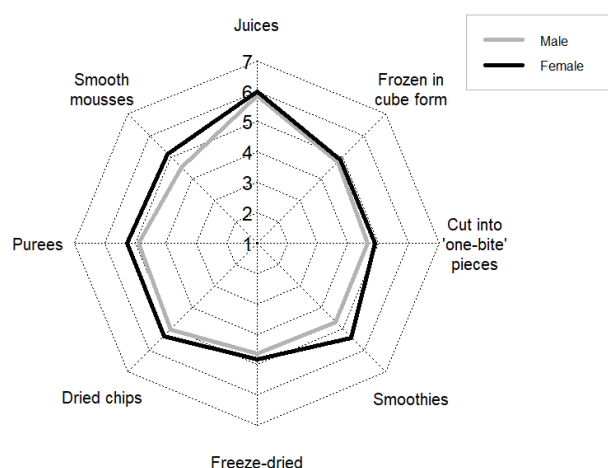 Juices
Male
Female
Smooth
mousses
Frozen in
cube form
7
6
5
4
3
2
1
Purees
Cut into
'one-bite'
pieces
Dried chips
Smoothies
Freeze-dried